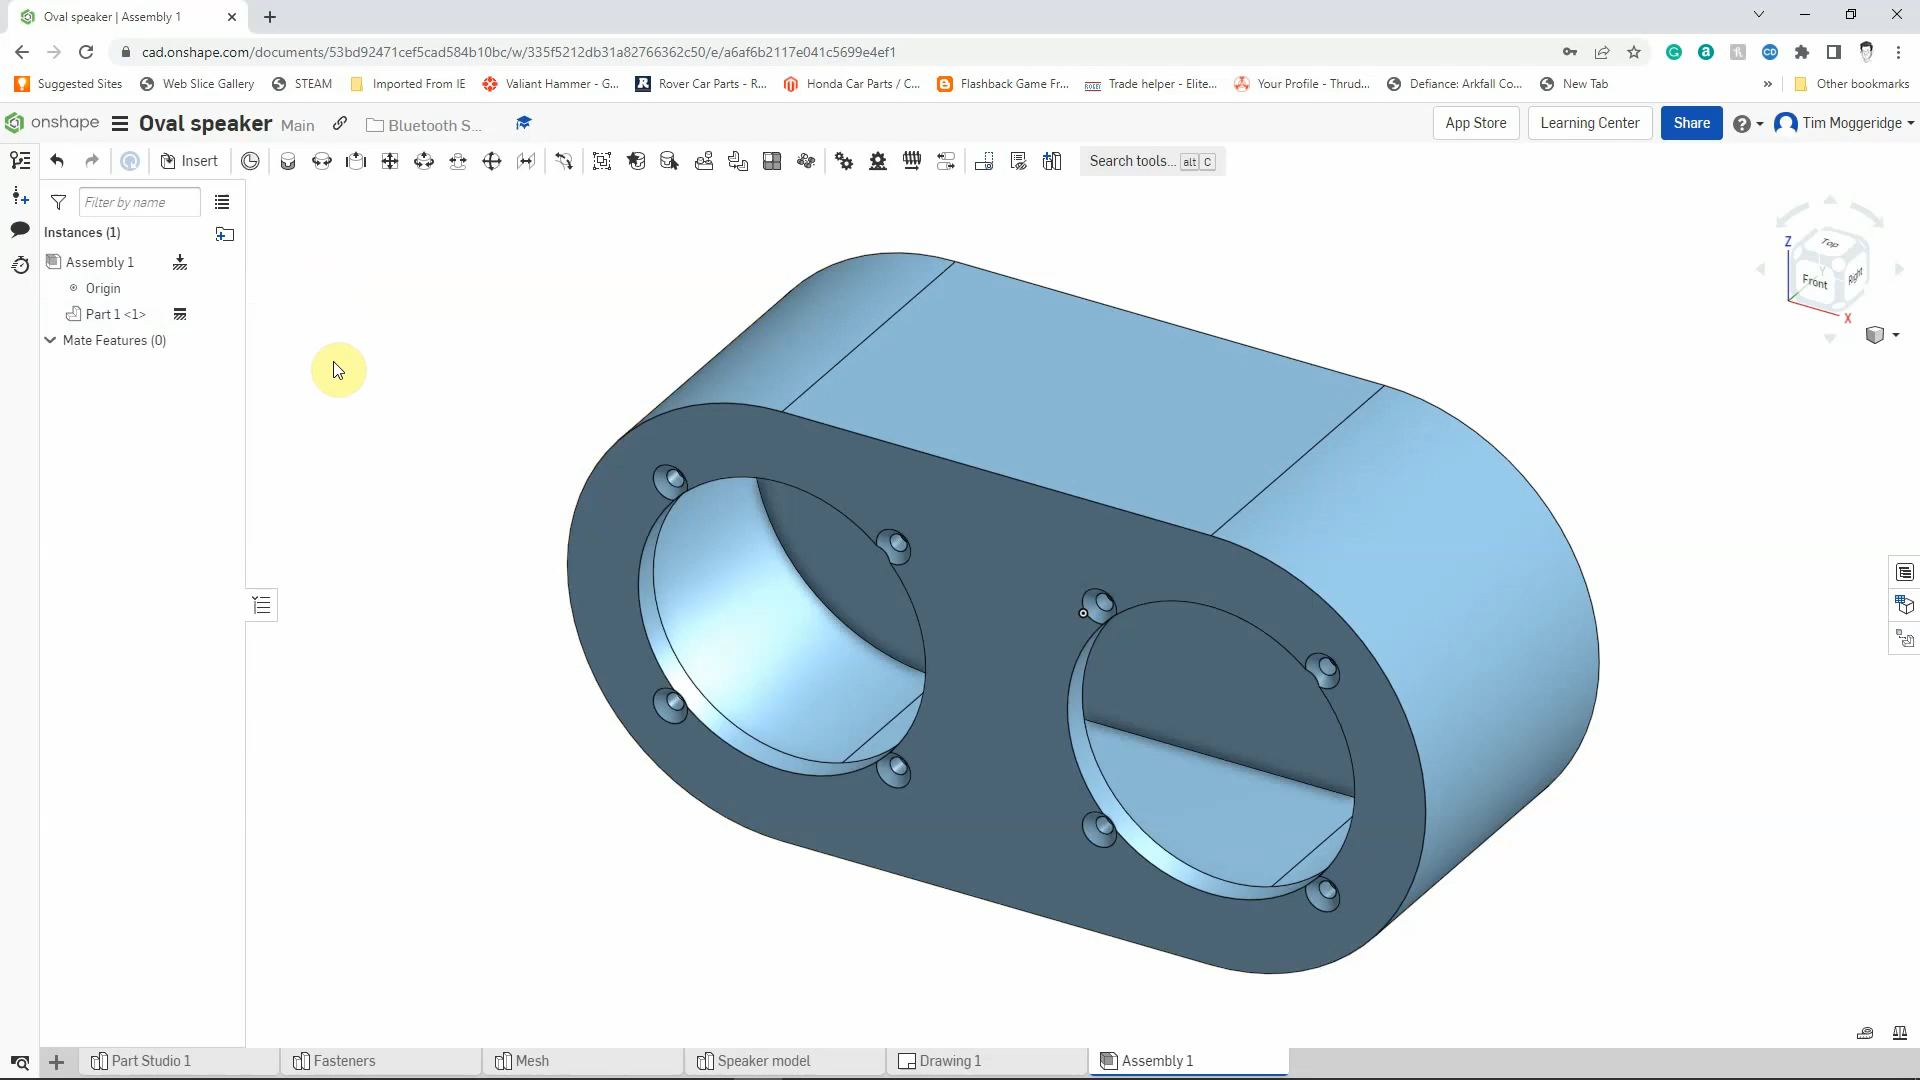 Oval speaker | Assembly 1
cad.onshape.com/documents/53bd92471cef5cad584b10bc/w/335f5212db31a82766362c50/e/a6af6b2117e041c5699e4ef1
Suggested Sites Web Slice Gallery STEAM Imported From IE Valiant Hammer - G... Rover Car Parts - R... Honda Car Parts / C... Flashback Game Fr... Trade helper - Elite... Your Profile - Thrud... Defiance: Arkfall Co... New Tab » Other bookmarks
onshape Oval speaker Main Bluetooth S... App Store Learning Center Share Tim Moggeridge
Insert Search tools... alt C
Filter by name
Instances (1)
Assembly 1
Origin
Part 1 <1>
Mate Features (0)
Top
Z
Front Right
Y
X
Part Studio 1 Fasteners Mesh Speaker model Drawing 1 Assembly 1